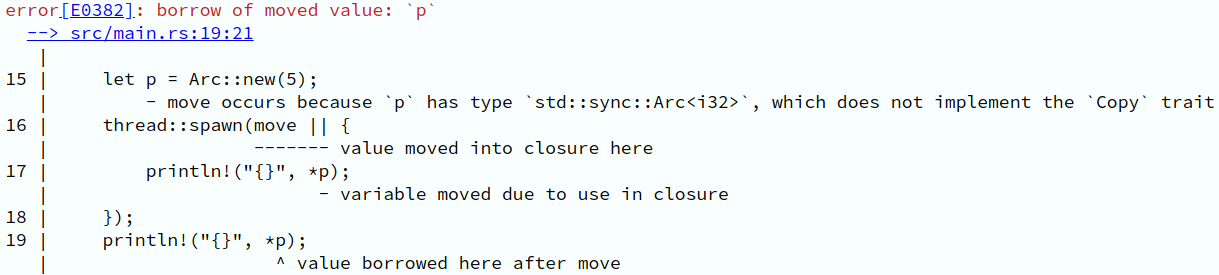 error[E0382]: borrow of moved value: `p`
  --> src/main.rs:19:21
   |
15 |     let p = Arc::new(5);
   |         - move occurs because `p` has type `std::sync::Arc<i32>`, which does not implement the `Copy` trait
16 |     thread::spawn(move || {
   |                   ------- value moved into closure here
17 |         println!("{}", *p);
   |                         - variable moved due to use in closure
18 |     });
19 |     println!("{}", *p);
   |                     ^ value borrowed here after move